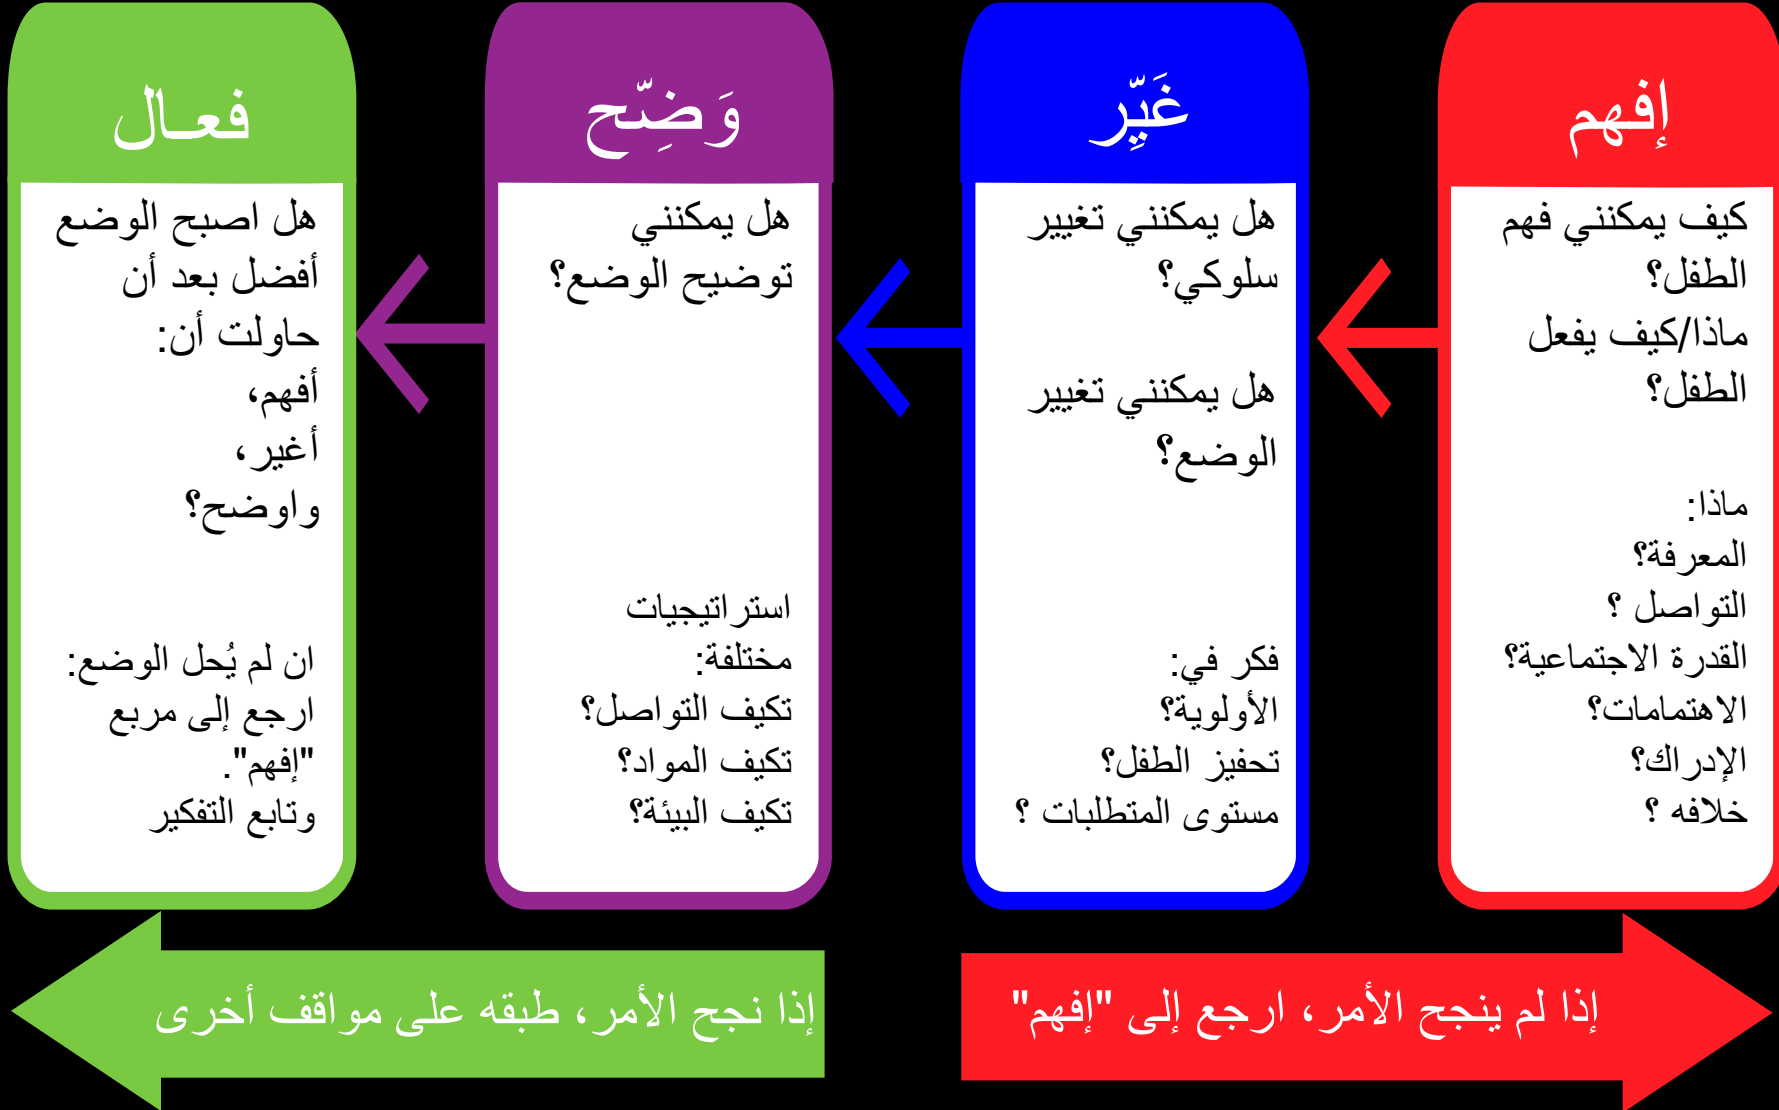 إفهم
كيف يمكنني فهم
الطفل؟
ماذا/كيف يفعل
الطفل؟
ماذا:
المعرفة؟
التواصل ؟
القدرة الاجتماعية؟
الاهتمامات؟
الإدراك؟
خلافه ؟
غَيِّر
هل يمكنني تغيير
سلوكي؟
هل يمكنني تغيير
الوضع؟
فكر في:
الأولوية؟
تحفيز الطفل؟
مستوى المتطلبات ؟
وَضِّح
هل يمكنني
توضيح الوضع؟
استراتيجيات
مختلفة:
تكيف التواصل؟
تكيف المواد؟
تكيف البيئة؟
فعـال
هل اصبح الوضع
أفضل بعد أن
حاولت أن:
أفهم،
أغير،
واوضح؟
ان لم يُحل الوضع:
ارجع إلى مربع
"إفهم".
وتابع التفكير
إذا لم ينجح الأمر، ارجع إلى "إفهم"
إذا نجح الأمر، طبقه على مواقف أخرى